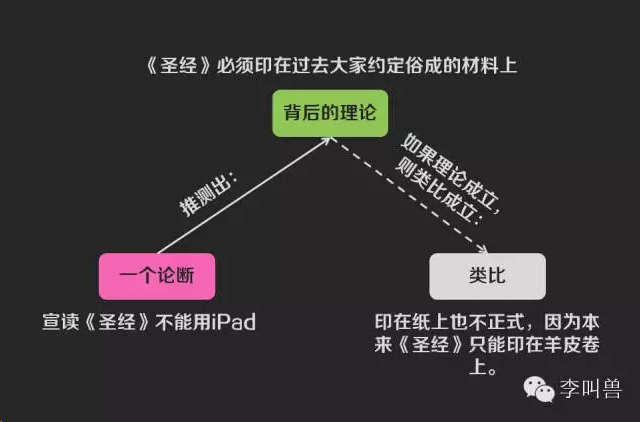 《圣经》必须印在过去大家约定俗成的材料上
背后的理论
推测出：
如果理论成立，
则类比成立：
一个论断
类比
宣读《圣经》不能用iPad
印在纸上也不正式，因为本
来《圣经》只能印在羊皮卷
上。
李叫兽